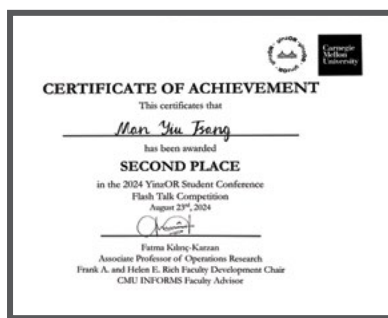 Carnegie
Mellon
University
CERTIFICATE OF ACHIEVEMENT
This certificates that
Man Yiu Tsang
has been awarded
SECOND PLACE
in the 2024 YinzOR Student Conference
Flash Talk Competition
August 23rd, 2024
Fatma Kılınç-Karzan
Associate Professor of Operations Research
Frank A. and Helen E. Rich Faculty Development Chair
CMU INFORMS Faculty Advisor